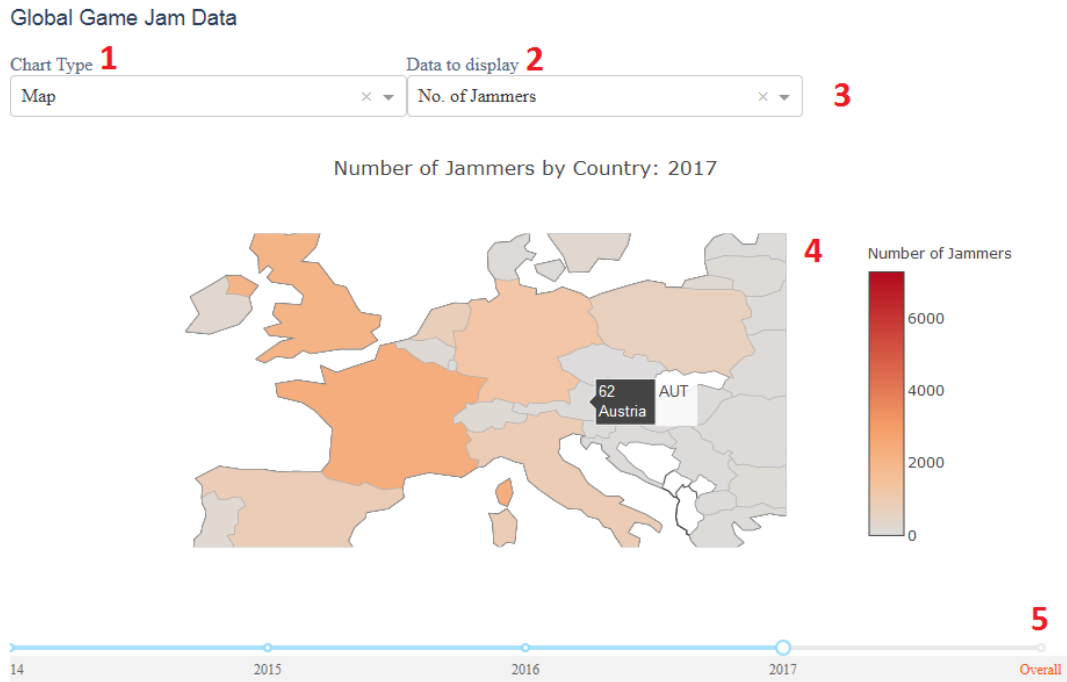 Global Game Jam Data
Chart Type 1
Data to display 2
Map
No. of Jammers
3
Number of Jammers by Country: 2017
4
Number of Jammers
6000
4000
2000
0
62
Austria
AUT
5
14
2015
2016
2017
Overall